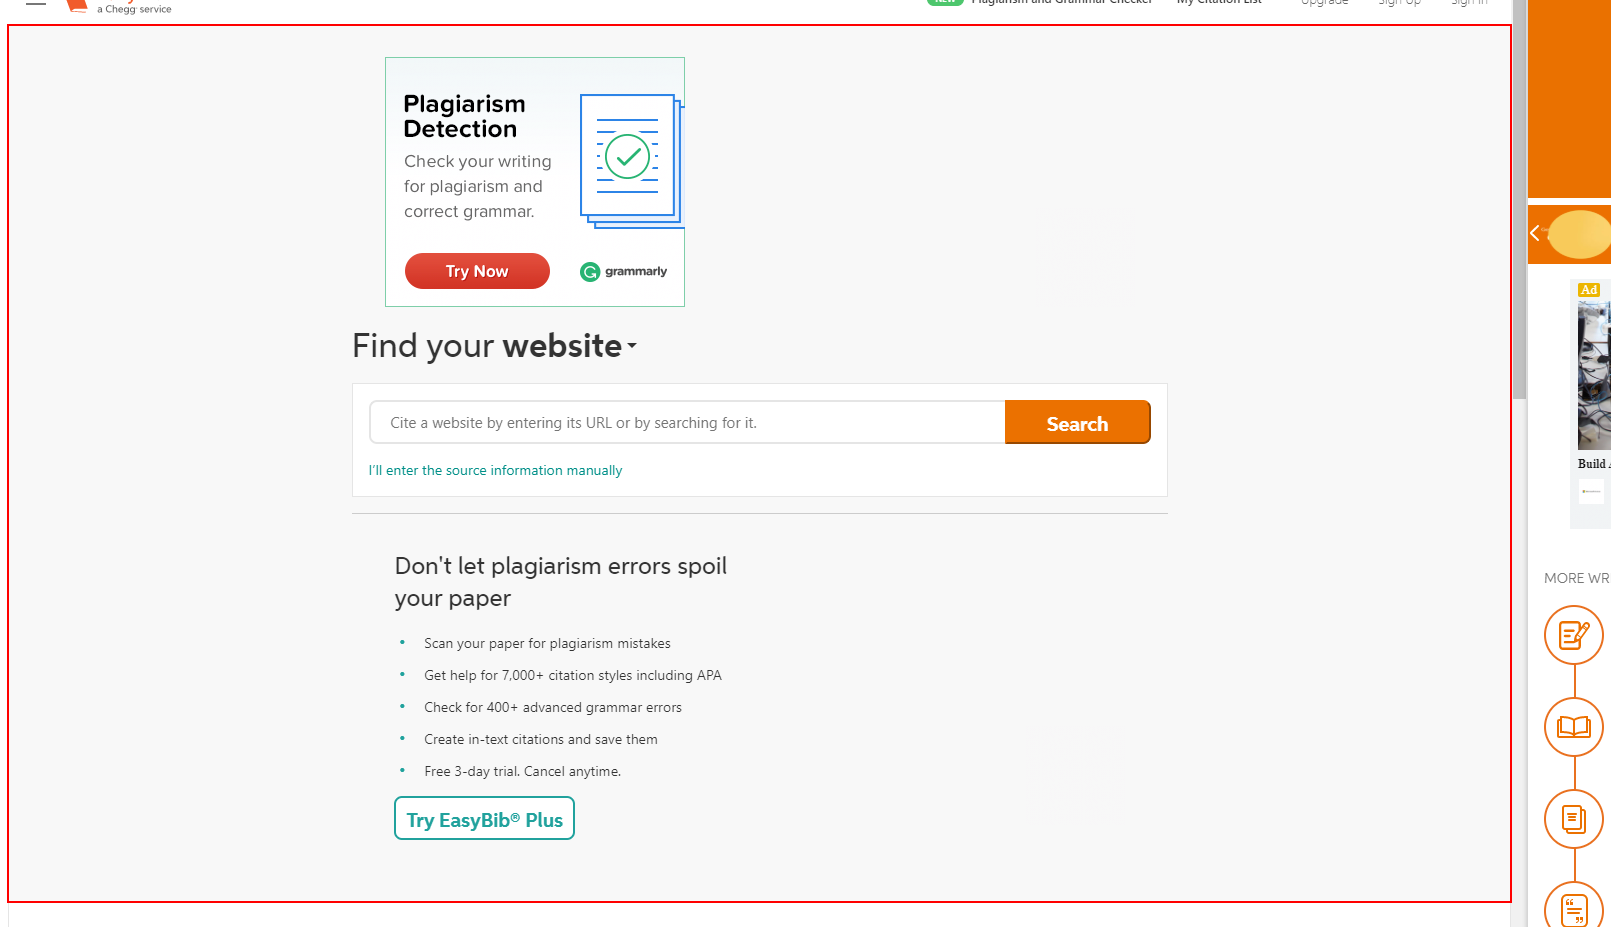 a Chegg service
Plagiarism and Grammar Checker
My Citation List
Upgrade
Sign Up
Sign In
Plagiarism
Detection
Check your writing
for plagiarism and
correct grammar.
Try Now
grammarly
Find your website
Cite a website by entering its URL or by searching for it.
Search
I'll enter the source information manually
Don't let plagiarism errors spoil
your paper
Scan your paper for plagiarism mistakes
Get help for 7,000+ citation styles including APA
Check for 400+ advanced grammar errors
Create in-text citations and save them
Free 3-day trial. Cancel anytime.
Try EasyBib® Plus
Ad
Build
MORE WR